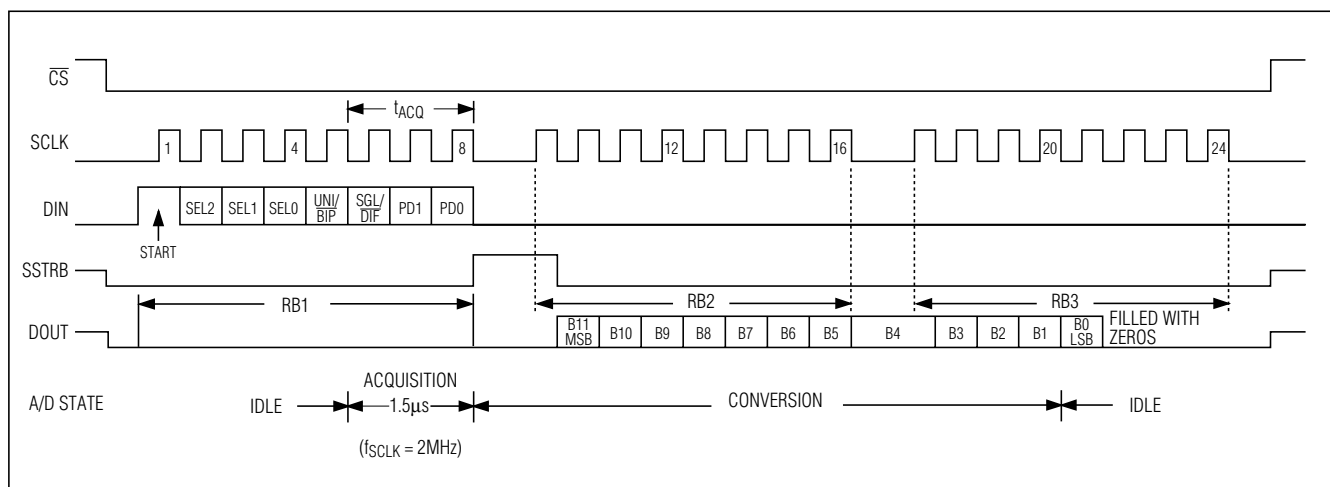 CS
tACQ
SCLK 1 4 8 12 16 20 24
DIN SEL2 SEL1 SEL0 UNI/BIP SGL/DIF PD1 PD0
START
SSTRB
RB1 RB2 RB3
DOUT B11 MSB B10 B9 B8 B7 B6 B5 B4 B3 B2 B1 B0 LSB FILLED WITH ZEROS
A/D STATE IDLE ACQUISITION 1.5µs CONVERSION IDLE
(fSCLK = 2MHz)